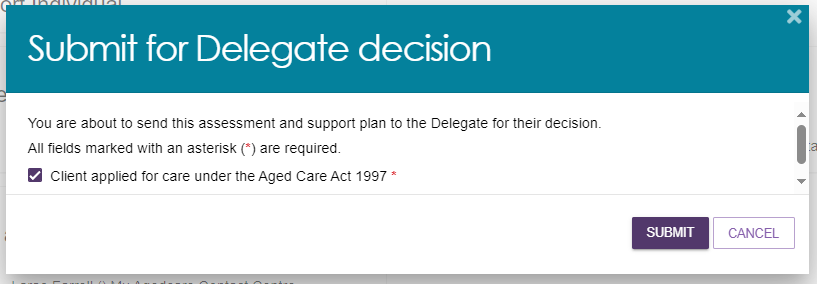 ort Individual
Submit for Delegate decision
You are about to send this assessment and support plan to the Delegate for their decision.
All fields marked with an asterisk (*) are required.
Client applied for care under the Aged Care Act 1997 *
SUBMIT CANCEL